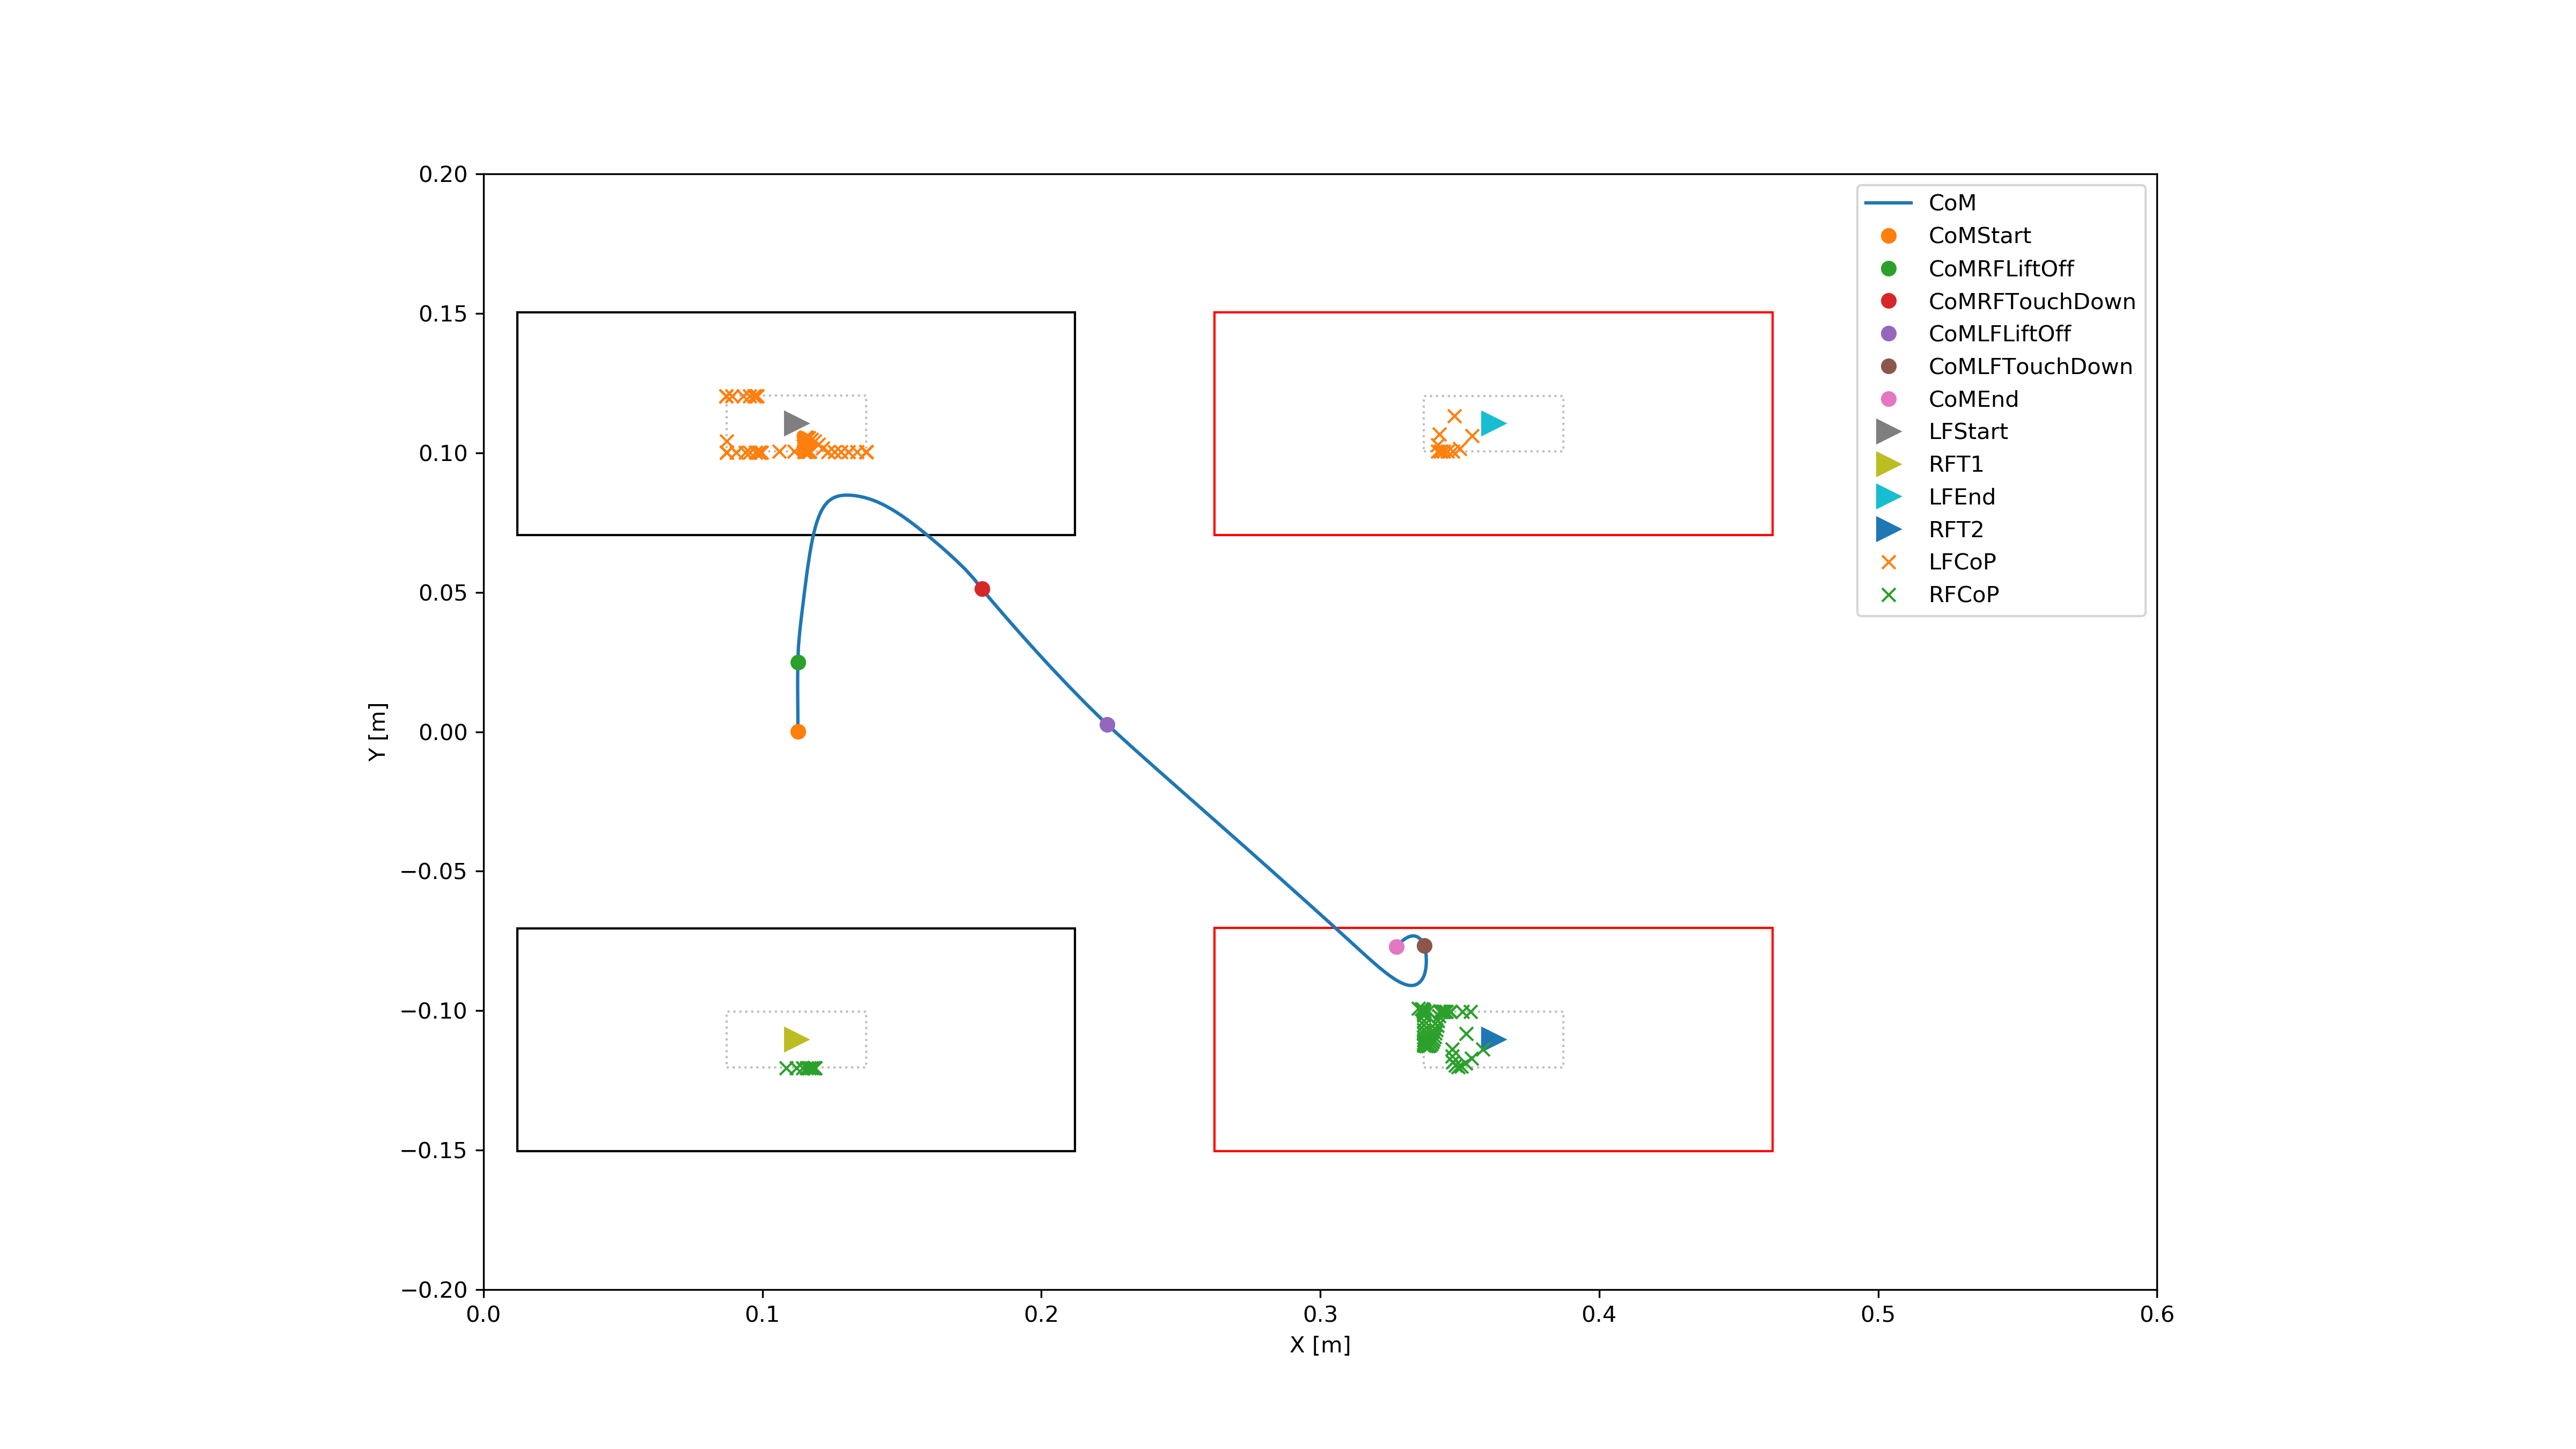 0.20
0.15
0.10
0.05
0.00
−0.05
−0.10
−0.15
−0.20
Y [m]
0.0 0.1 0.2 0.3 0.4 0.5 0.6
X [m]
CoM
CoMStart
CoMRFLiftOff
CoMRFTouchDown
CoMLFLiftOff
CoMLFTouchDown
CoMEnd
LFStart
RFT1
LFEnd
RFT2
LFCoP
RFCoP